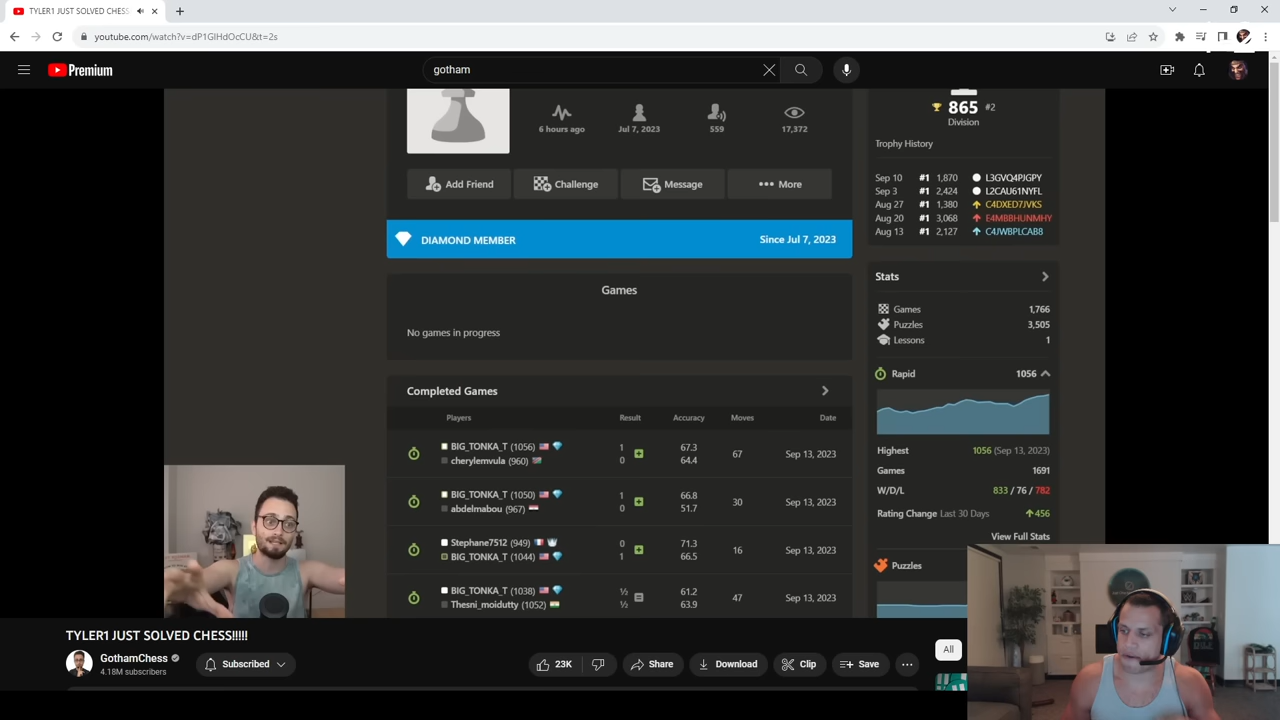 TYLER1 JUST SOLVED CHESS!!!!!
youtube.com/watch?v=dP1GIHdOcCU&t=2s
Premium
gotham
6 hours ago
Jul 7, 2023
559
17,372
Add Friend
Challenge
Message
More
DIAMOND MEMBER
Since Jul 7, 2023
Games
No games in progress
Completed Games
Players Result Accuracy Moves Date
BIG_TONKA_T (1056) 1 67.3
67 Sep 13, 2023
cherylemvula (960) 0 64.4
BIG_TONKA_T (1050) 1 66.8
30 Sep 13, 2023
abdelmabou (967) 0 51.7
Stephane7512 (949) 0 71.3
16 Sep 13, 2023
BIG_TONKA_T (1044) 1 66.5
BIG_TONKA_T (1038) ½ 61.2
47 Sep 13, 2023
Thesni_moidutty (1052) ½ 63.9
865 #2
Division
Trophy History
Sep 10 #1 1,870 L3GVQ4PJGPY
Sep 3 #1 2,424 L2CAU61NYFL
Aug 27 #1 1,380 C4DXED7JVKS
Aug 20 #1 3,068 E4MBBHUNMHY
Aug 13 #1 2,127 C4JWBPLCAB8
Stats
Games 1,766
Puzzles 3,505
Lessons 1
Rapid 1056
Highest 1056 (Sep 13, 2023)
Games 1691
W/D/L 833 / 76 / 782
Rating Change Last 30 Days 456
View Full Stats
Puzzles
TYLER1 JUST SOLVED CHESS!!!!!
GothamChess
4.18M subscribers
Subscribed
23K
Share
Download
Clip
Save
All